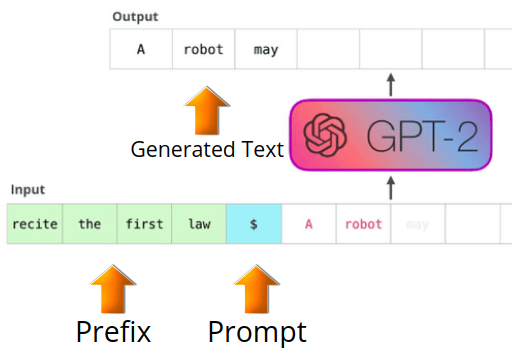 Output
A robot may
Generated Text
GPT-2
Input
recite the first law $ A robot may
Prefix Prompt